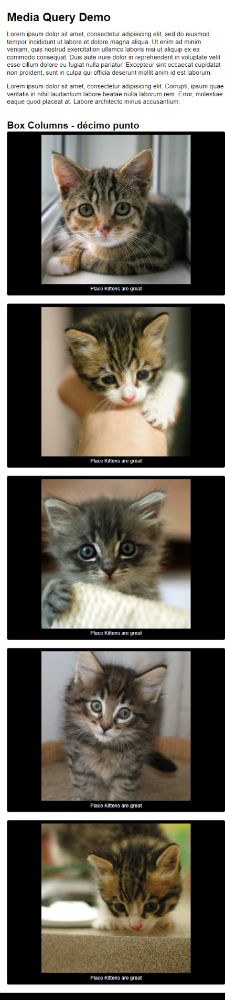 Media Query Demo
Lorem ipsum dolor sit amet, consectetur adipisicing elit, sed do eiusmod
tempor incididunt ut labore et dolore magna aliqua. Ut enim ad minim
veniam, quis nostrud exercitation ullamco laboris nisi ut aliquip ex ea
commodo consequat. Duis aute irure dolor in reprehenderit in voluptate velit
esse cillum dolore eu fugiat nulla pariatur. Excepteur sint occaecat cupidatat
non proident, sunt in culpa qui officia deserunt mollit anim id est laborum.
Lorem ipsum dolor sit amet, consectetur adipisicing elit. Corrupti, ipsum quae
veritatis in nihil laudantium labore beatae nulla laborum rem. Error, molestiae
eaque quod placeat at. Labore architecto minus accusantium.
Box Columns - décimo punto
Place Kittens are great
Place Kittens are great
Place Kittens are great
Place Kittens are great
Place Kittens are great